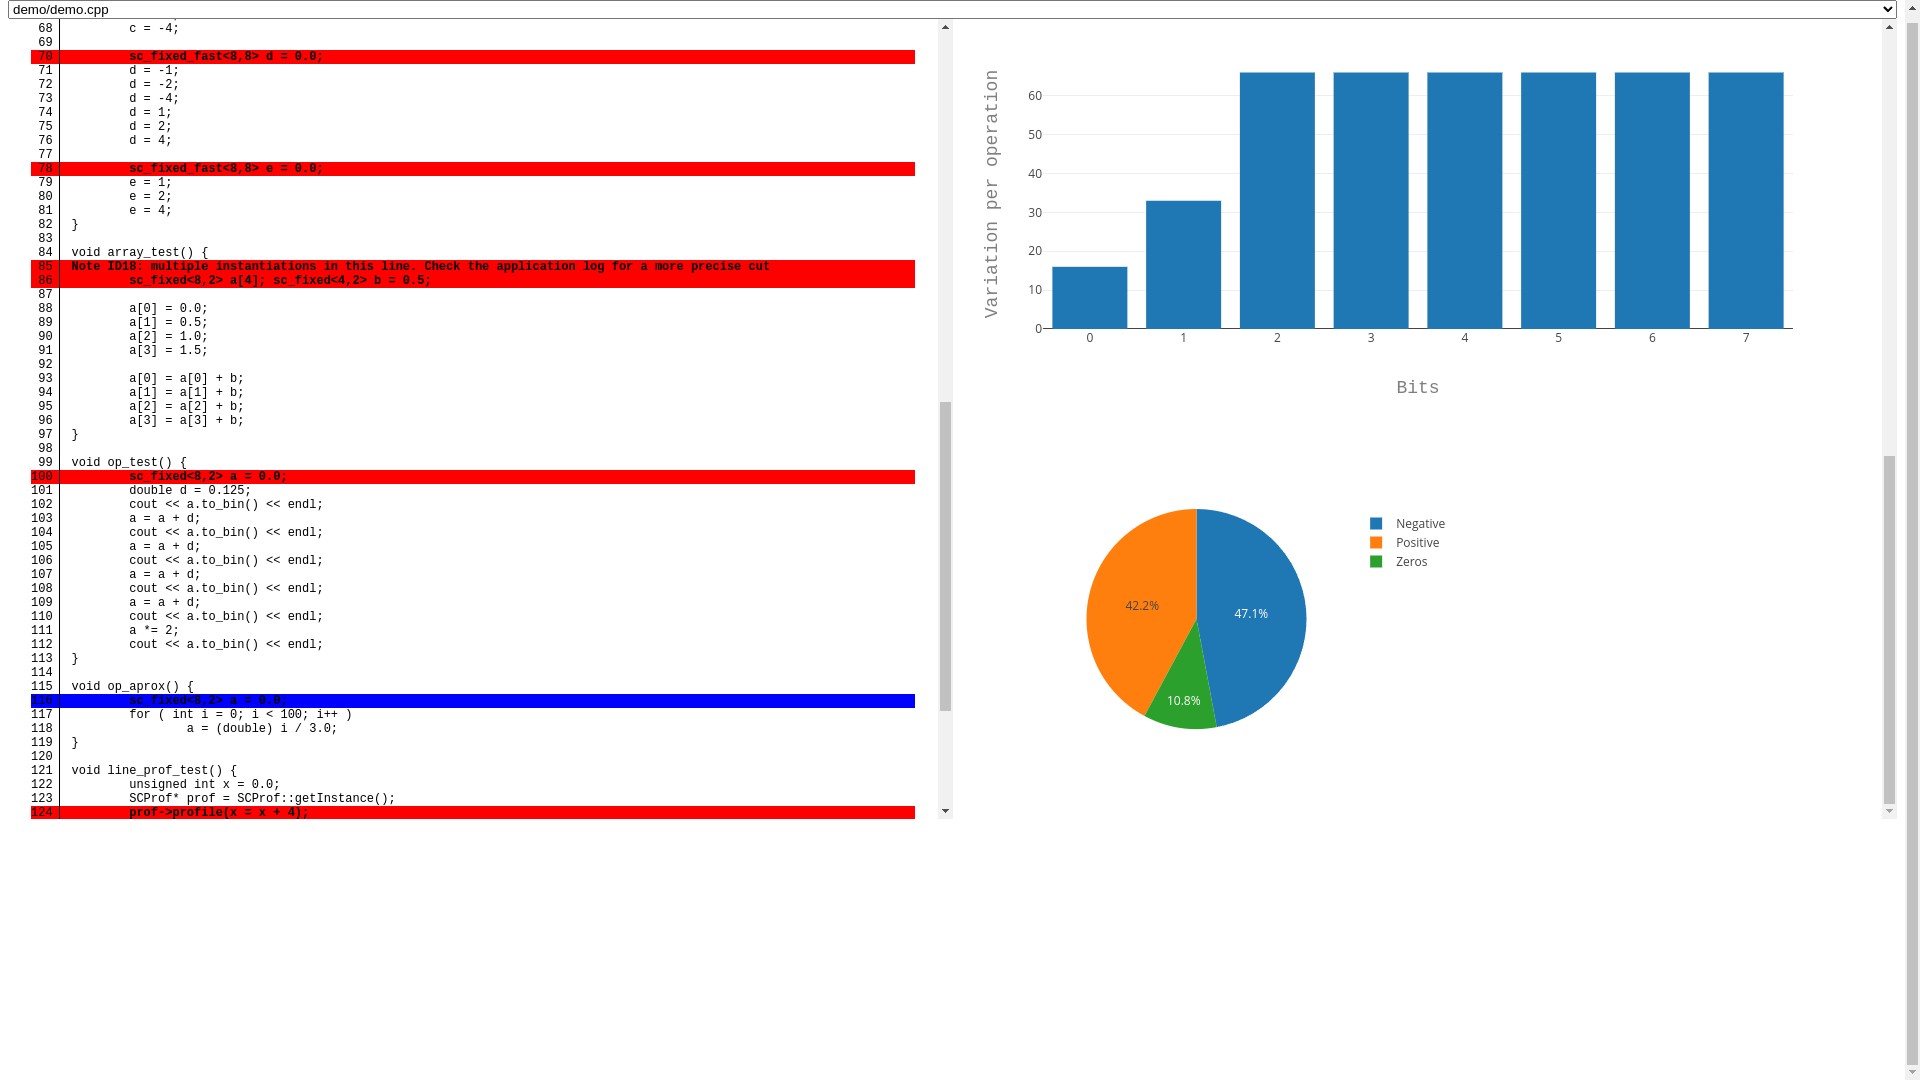 demo/demo.cpp
68 c = -4;
69
70 sc_fixed_fast<8,8> d = 0.0;
71 d = -1;
72 d = -2;
73 d = -4;
74 d = 1;
75 d = 2;
76 d = 4;
77
78 sc_fixed_fast<8,8> e = 0.0;
79 e = 1;
80 e = 2;
81 e = 4;
82 }
83
84 void array_test() {
85 Note ID18: multiple instantiations in this line. Check the application log for a more precise cut
86 sc_fixed<8,2> a[4]; sc_fixed<4,2> b = 0.5;
87
88 a[0] = 0.0;
89 a[1] = 0.5;
90 a[2] = 1.0;
91 a[3] = 1.5;
92
93 a[0] = a[0] + b;
94 a[1] = a[1] + b;
95 a[2] = a[2] + b;
96 a[3] = a[3] + b;
97 }
98
99 void op_test() {
100 sc_fixed<8,2> a = 0.0;
101 double d = 0.125;
102 cout << a.to_bin() << endl;
103 a = a + d;
104 cout << a.to_bin() << endl;
105 a = a + d;
106 cout << a.to_bin() << endl;
107 a = a + d;
108 cout << a.to_bin() << endl;
109 a = a + d;
110 cout << a.to_bin() << endl;
111 a *= 2;
112 cout << a.to_bin() << endl;
113 }
114
115 void op_aprox() {
116 sc_fixed<8,2> a = 0.0;
117 for ( int i = 0; i < 100; i++ )
118 a = (double) i / 3.0;
119 }
120
121 void line_prof_test() {
122 unsigned int x = 0.0;
123 SCProf* prof = SCProf::getInstance();
124 prof->profile(x = x + 4);
Variation per operation
60
50
40
30
20
10
0
0 1 2 3 4 5 6 7
Bits
47.1%
42.2%
10.8%
Negative
Positive
Zeros